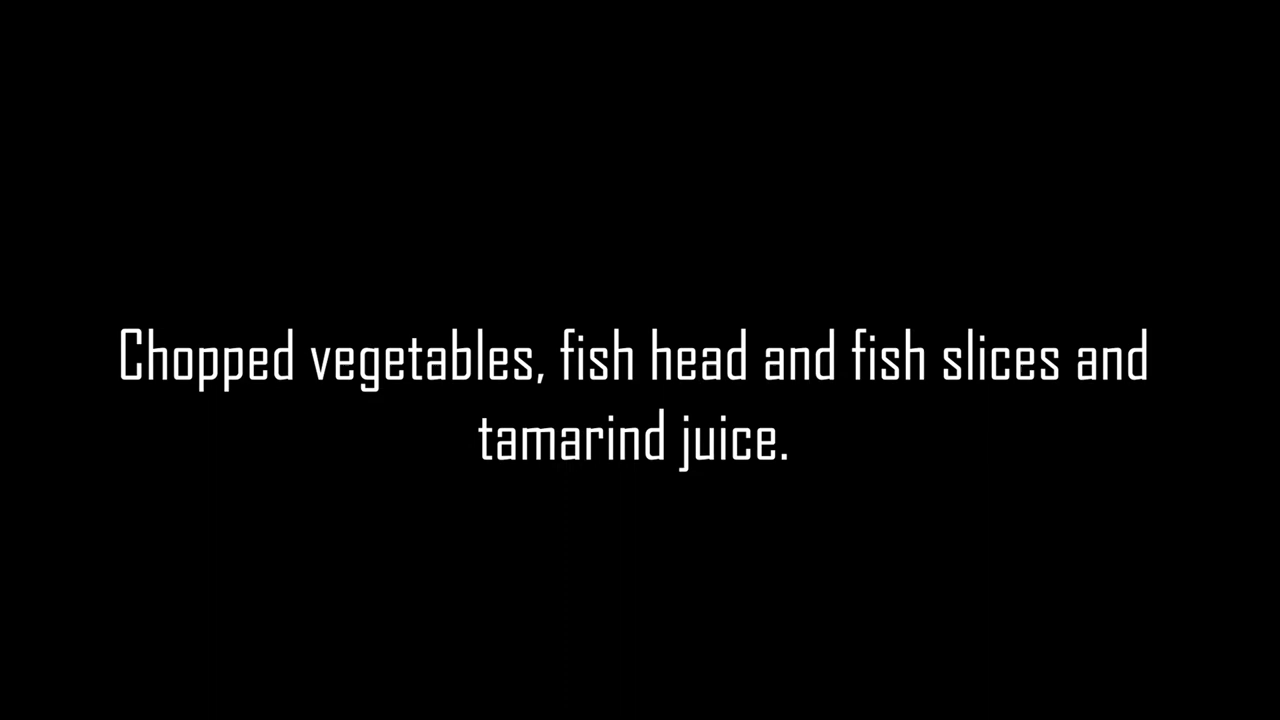 Chopped vegetables, fish head and fish slices and
tamarind juice.